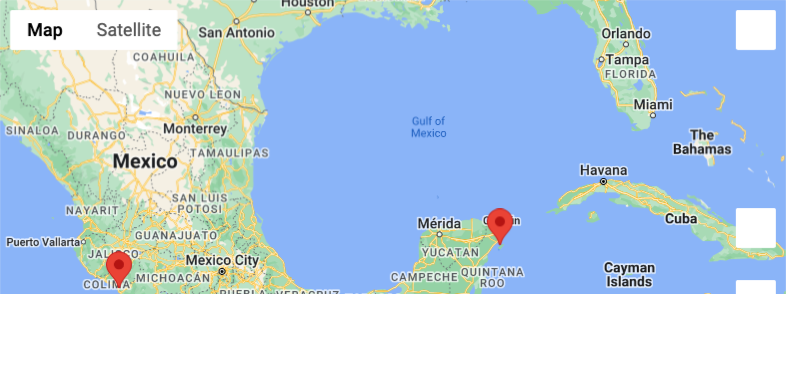 Houston
Map
Satellite
San Antonio
Orlando
COAHUILA
Tampa
FLORIDA
NUEVO LEON
Miami
Gulf of
Mexico
SINALOA
DURANGO
Monterrey
The
Bahamas
TAMAULIPAS
Mexico
Havana
SAN LUIS
POTOSI
NAYARIT
Mérida
Cuba
GUANAJUATO
Puerto Vallarta
YUCATAN
JALISCO
Mexico City
Cayman
Islands
CAMPECHE
QUINTANA
ROO
MICHOACÁN
COLIMA
PUEBLA
VERACRUZ